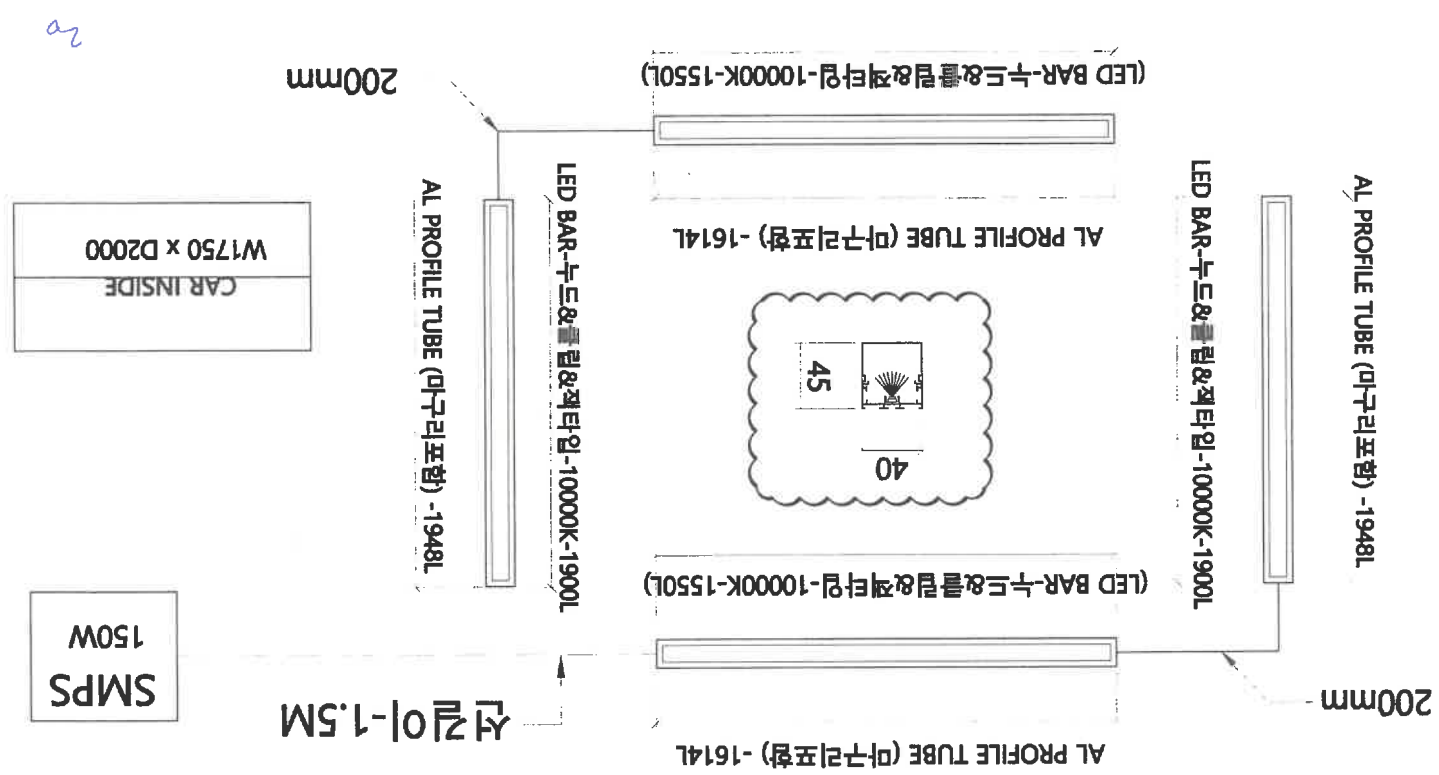 AL PROFILE TUBE (마구리포함) -1614L
200mm
선길이-1.5M
SMPS
150W
(LED BAR-누드&클립&잭타입-10000K-1550L)
AL PROFILE TUBE (마구리포함) -1948L
LED BAR-누드&클립&잭타입-10000K-1900L
40
45
LED BAR-누드&클립&잭타입-10000K-1900L
AL PROFILE TUBE (마구리포함) -1948L
CAR INSIDE
W1750 x D2000
AL PROFILE TUBE (마구리포함) -1614L
(LED BAR-누드&클립&잭타입-10000K-1550L)
200mm